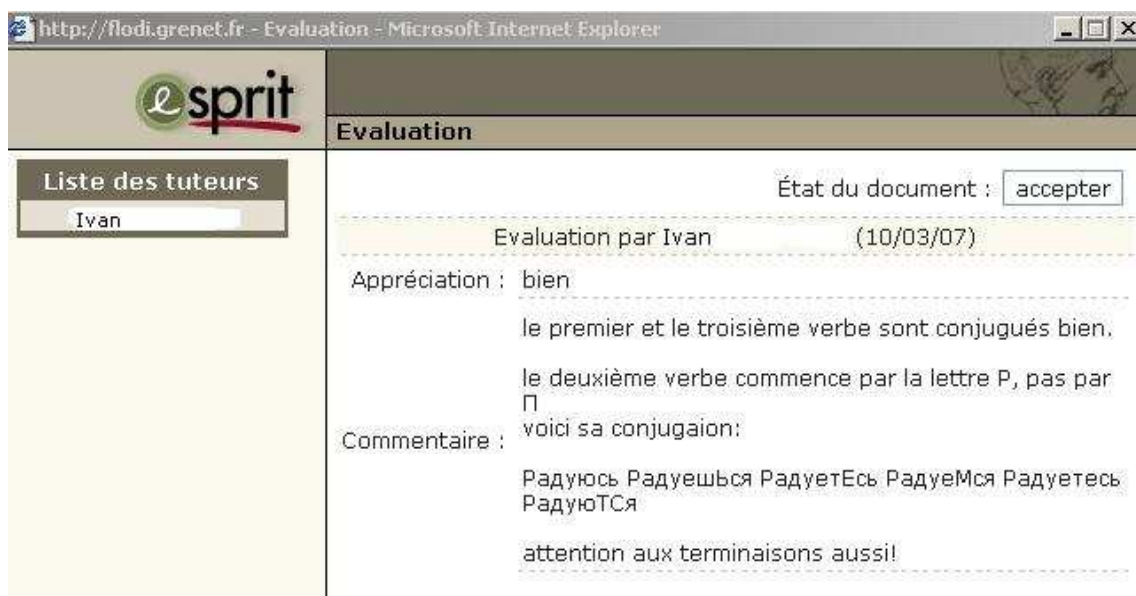 http://flodi.grenet.fr - Evaluation - Microsoft Internet Explorer
esprit
Evaluation
Liste des tuteurs
Ivan
État du document : accepter
Evaluation par Ivan (10/03/07)
Appréciation : bien
le premier et le troisième verbe sont conjugués bien.
le deuxième verbe commence par la lettre Р, pas par
П
Commentaire :
voici sa conjugaion:
Радуюсь РадуешЬся РадуетЕсь РадуеМся Радуетесь
РадуюТСя
attention aux terminaisons aussi!